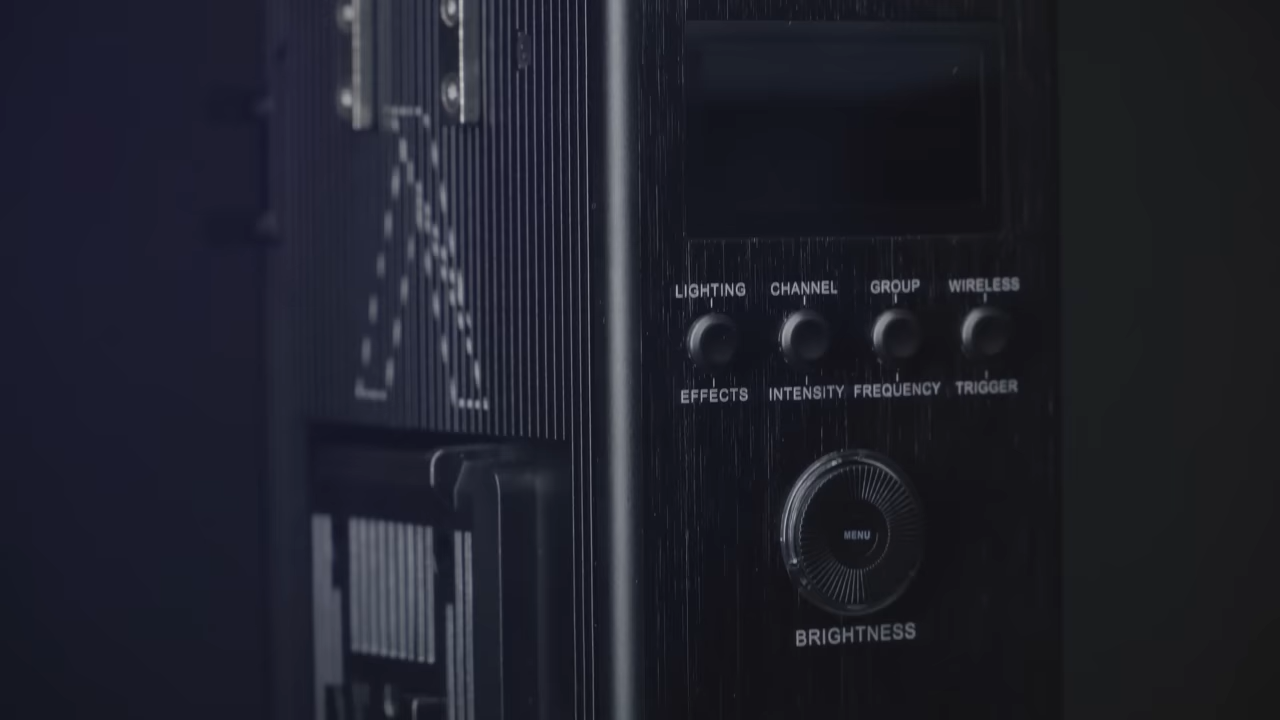 LIGHTING CHANNEL GROUP WIRELESS
EFFECTS INTENSITY FREQUENCY TRIGGER
MENU
BRIGHTNESS